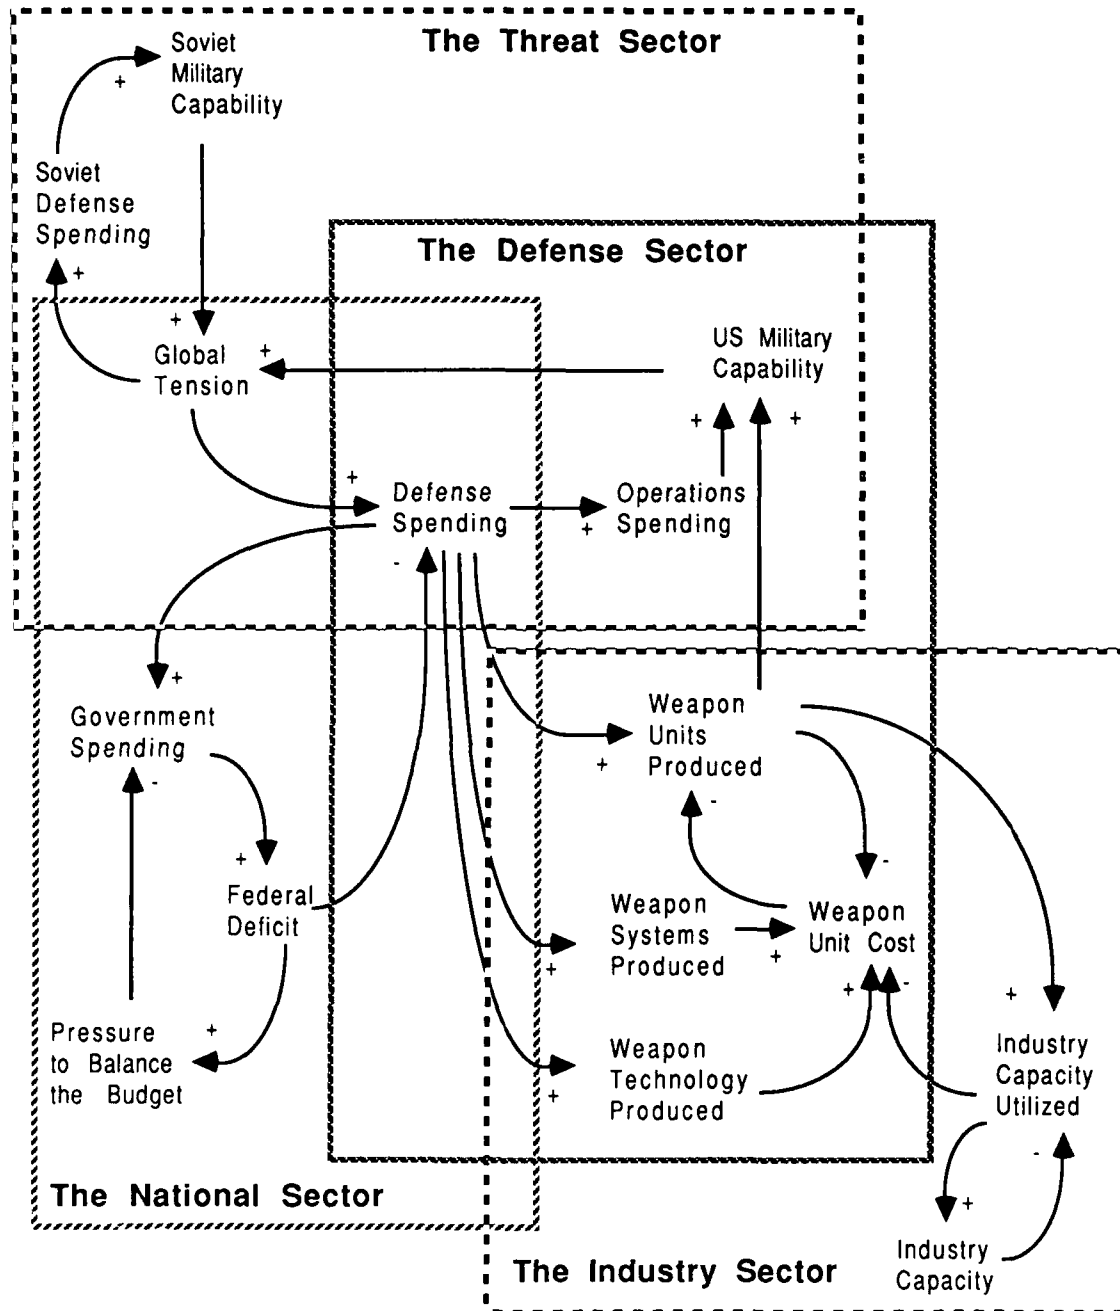 The Threat Sector
Soviet
Military
Capability
+
Soviet
Defense
Spending
+
The Defense Sector
+
Global
Tension
+
US Military
Capability
+
+
+
Defense
Spending
Operations
Spending
+
-
+
Government
Spending
-
Weapon
Units
Produced
+
-
-
+
Federal
Deficit
Weapon
Systems
Produced
+
+
Weapon
Unit Cost
+
-
+
Pressure
to Balance
the Budget
+
Weapon
Technology
Produced
+
Industry
Capacity
Utilized
-
+
The National Sector
Industry
Capacity
The Industry Sector